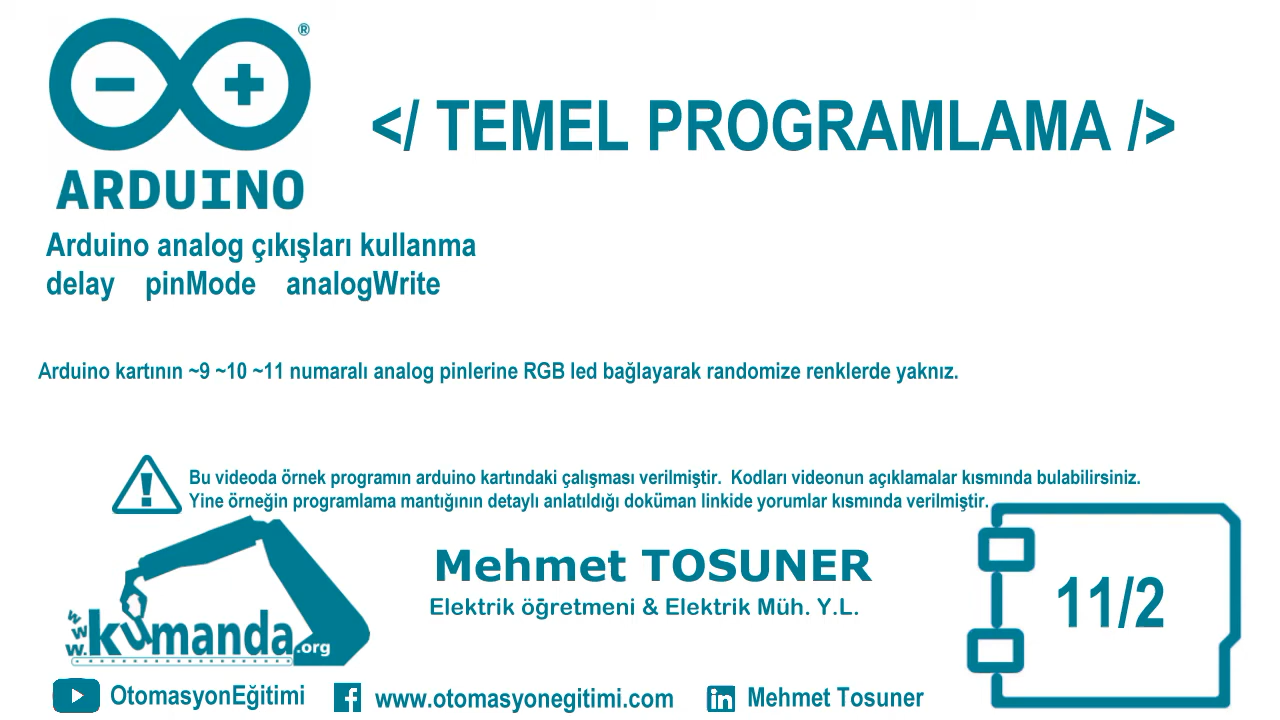 ®
</ TEMEL PROGRAMLAMA />
ARDUINO
Arduino analog çıkışları kullanma
delay pinMode analogWrite
Arduino kartının ~9 ~10 ~11 numaralı analog pinlerine RGB led bağlayarak randomize renklerde yaknız.
Bu videoda örnek programın arduino kartındaki çalışması verilmiştir. Kodları videonun açıklamalar kısmında bulabilirsiniz.
Yine örneğin programlama mantığının detaylı anlatıldığı doküman linkide yorumlar kısmında verilmiştir.
Mehmet TOSUNER
Elektrik öğretmeni & Elektrik Müh. Y.L.
www.kumanda.org
11/2
OtomasyonEğitimi www.otomasyonegitimi.com Mehmet Tosuner